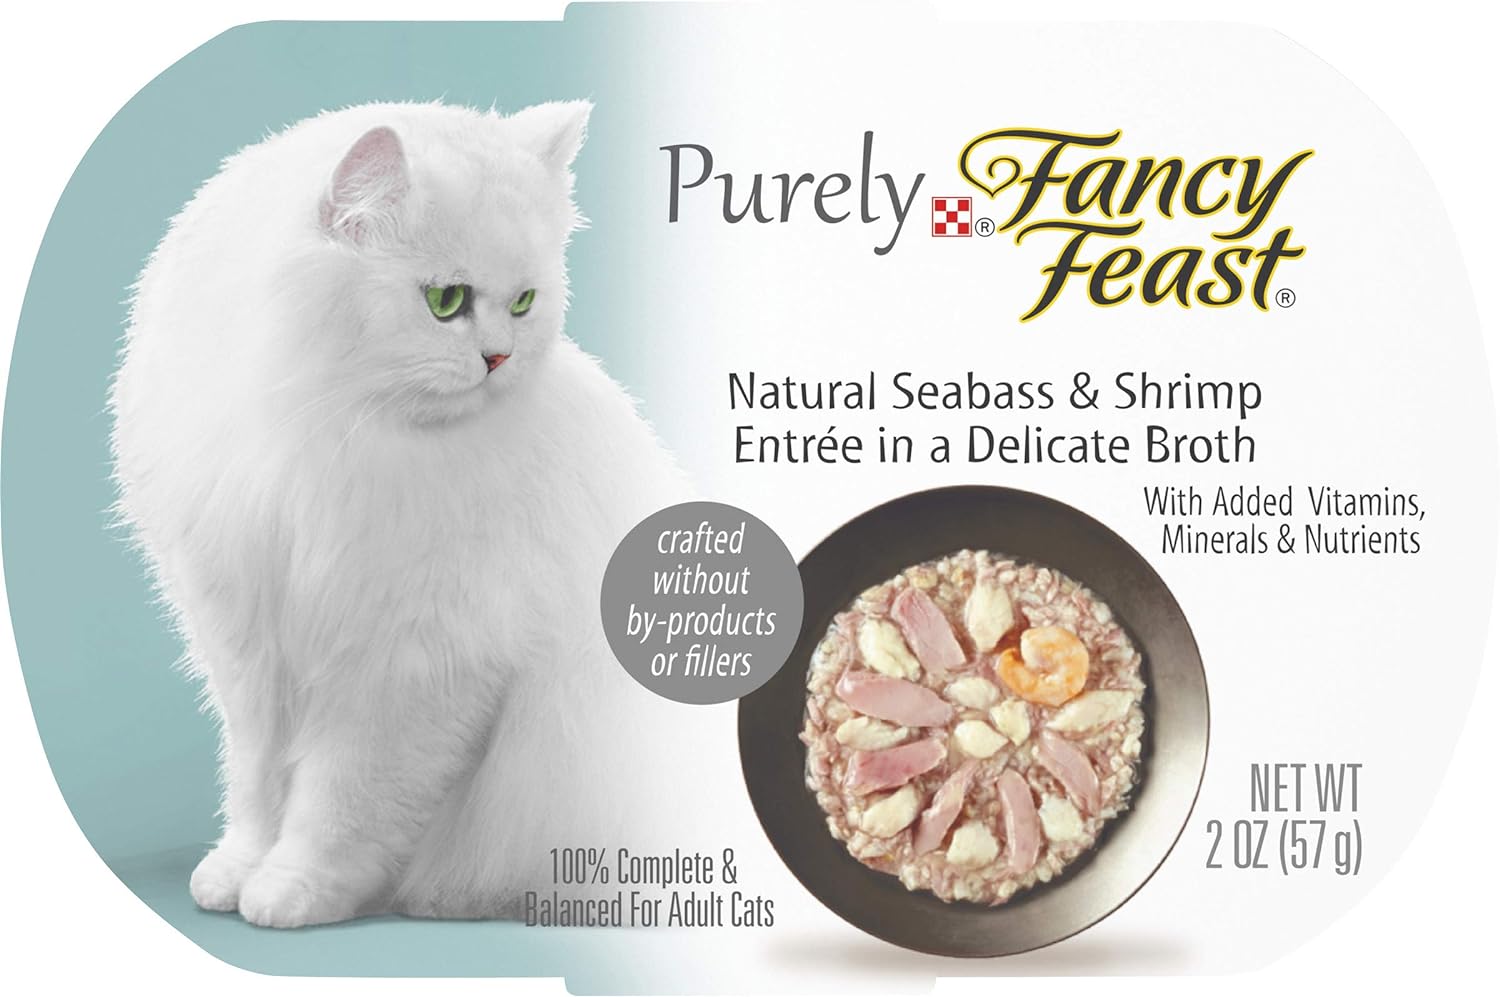 Purely ® Fancy
Feast®
Natural Seabass & Shrimp
Entrée in a Delicate Broth
With Added Vitamins,
Minerals & Nutrients
crafted
without
by-products
or fillers
NET WT
2 OZ (57 g)
100% Complete &
Balanced For Adult Cats